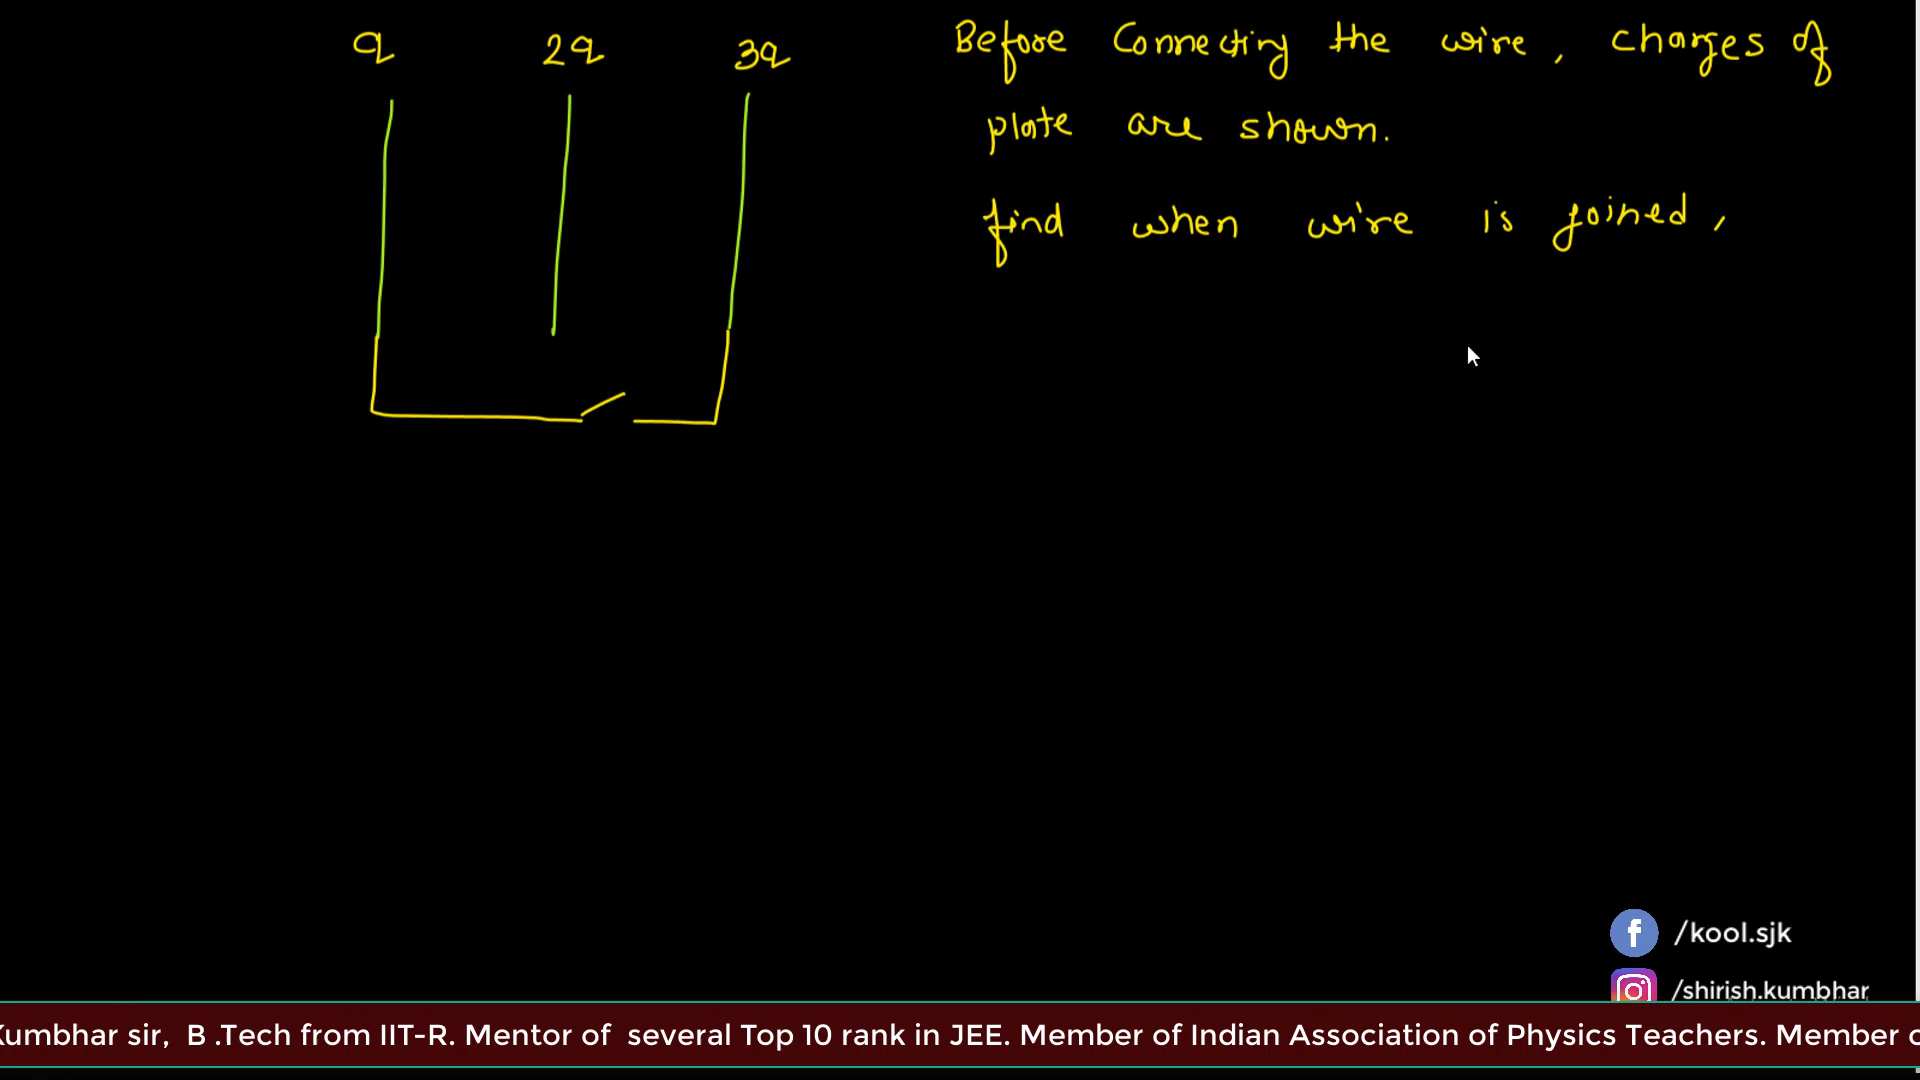 q 2q 3q
Before Connecting the wire, charges of
plate are shown.
find when wire is joined,
/kool.sjk
/shirish.kumbhar
Kumbhar sir, B .Tech from IIT-R. Mentor of several Top 10 rank in JEE. Member of Indian Association of Physics Teachers. Member